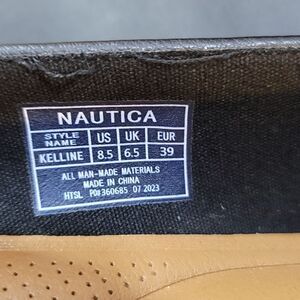 NAUTICA
STYLE NAME US UK EUR
KELLINE 8.5 6.5 39
ALL MAN-MADE MATERIALS
MADE IN CHINA
HTSL PO# 360685 07 2023